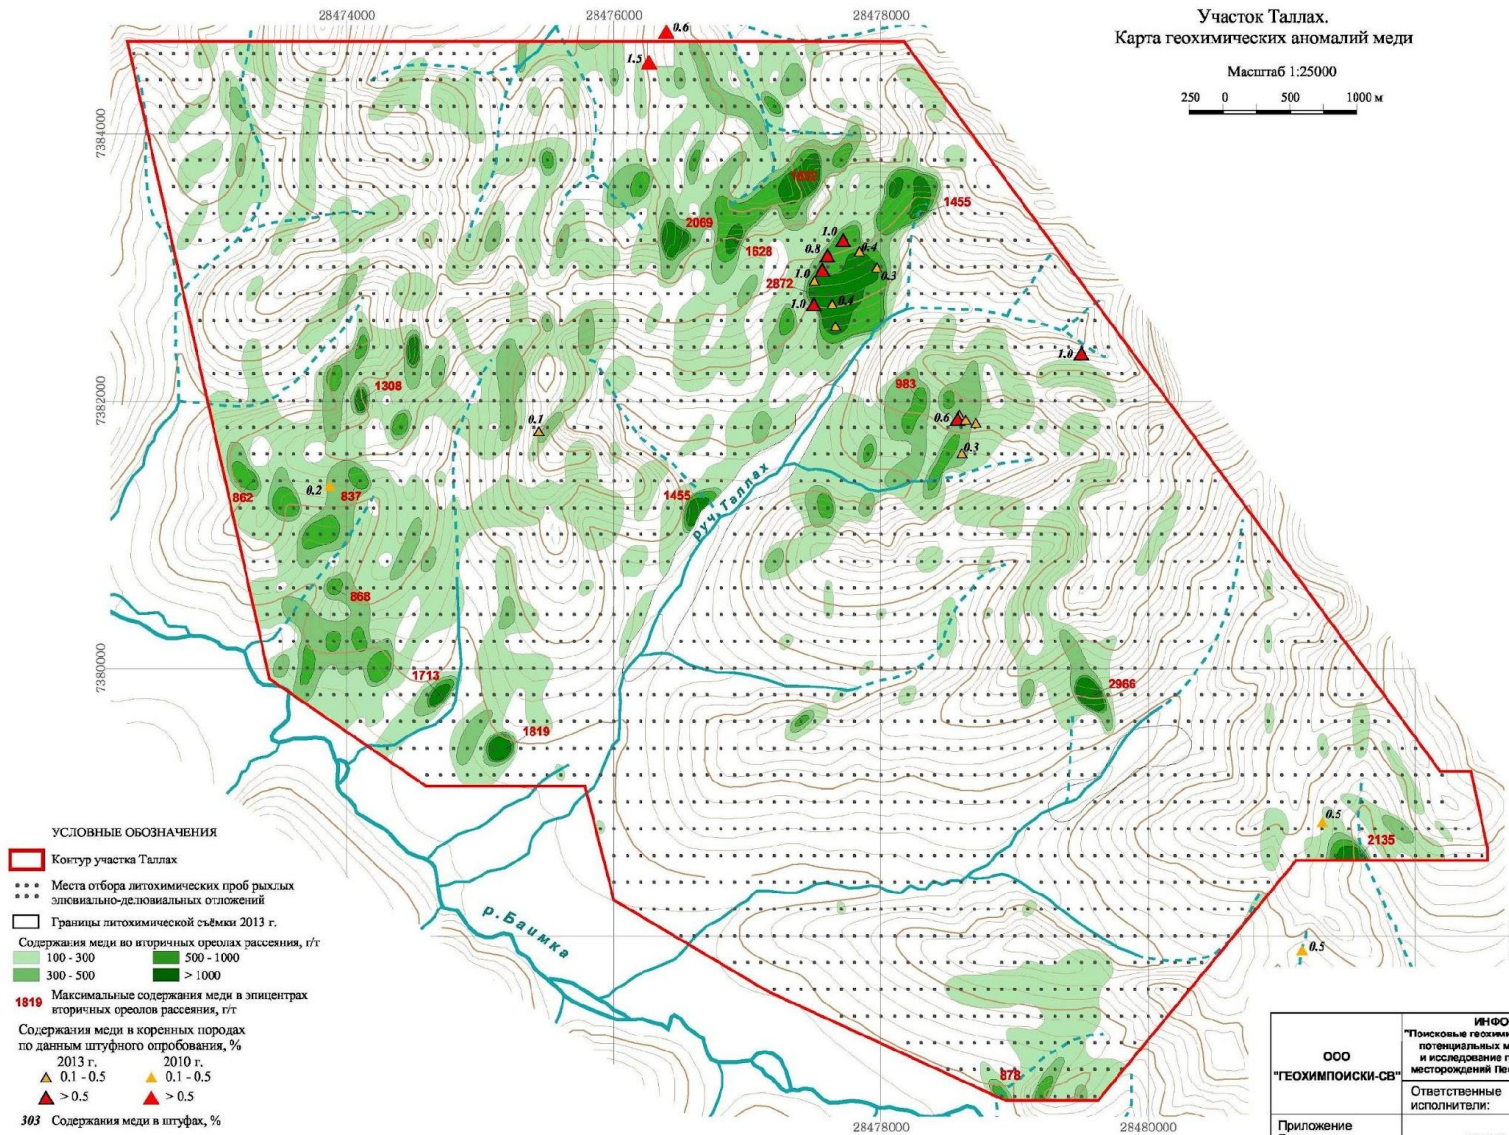 28474000
28476000
28478000
Участок Таллах.
Карта геохимических аномалий меди
Масштаб 1:25000
250 0 500 1000 м
0.6
1.5
7384000
1455
2069
1628
1.0
0.8
0.4
1.0
0.3
2872
1.0
0.4
1.0
7382000
1308
983
0.1
0.6
0.3
862
0.2
837
1455
руч. Таллах
868
7380000
1713
2966
1819
0.5
2135
р. Баимка
0.5
878
28478000
28480000
УСЛОВНЫЕ ОБОЗНАЧЕНИЯ
Контур участка Таллах
Места отбора литохимических проб рыхлых
элювиально-делювиальных отложений
Границы литохимической съёмки 2013 г.
Содержания меди во вторичных ореолах рассеяния, г/т
100 - 300
500 - 1000
300 - 500
> 1000
1819 Максимальные содержания меди в эпицентрах
вторичных ореолов рассеяния, г/т
Содержания меди в коренных породах
по данным штуфного опробования, %
2013 г.
2010 г.
0.1 - 0.5
0.1 - 0.5
> 0.5
> 0.5
303 Содержания меди в штуфах, %
ООО
"ГЕОХИМПОИСКИ-СВ"
ИНФО
"Поисковые геохими
потенциальных м
и исследование г
месторождений Пес
Ответственные
исполнители:
Приложение